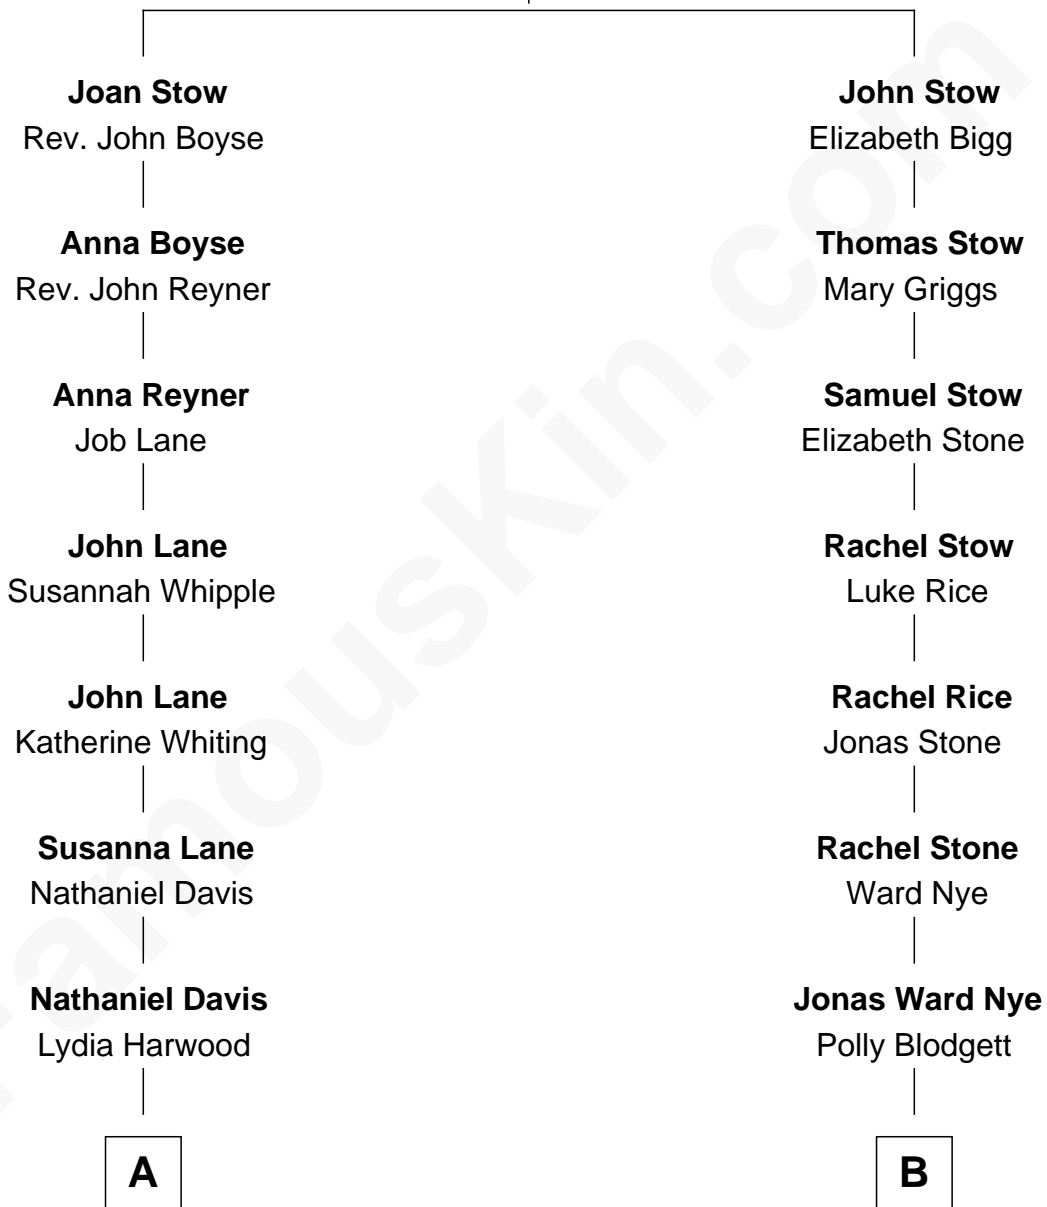 Joan Stow
Rev. John Boyse
Anna Boyse
Rev. John Reyner
Anna Reyner
Job Lane
John Lane
Susannah Whipple
John Lane
Katherine Whiting
Susanna Lane
Nathaniel Davis
Nathaniel Davis
Lydia Harwood
A
John Stow
Elizabeth Bigg
Thomas Stow
Mary Griggs
Samuel Stow
Elizabeth Stone
Rachel Stow
Luke Rice
Rachel Rice
Jonas Stone
Rachel Stone
Ward Nye
Jonas Ward Nye
Polly Blodgett
B
FamousKin.com